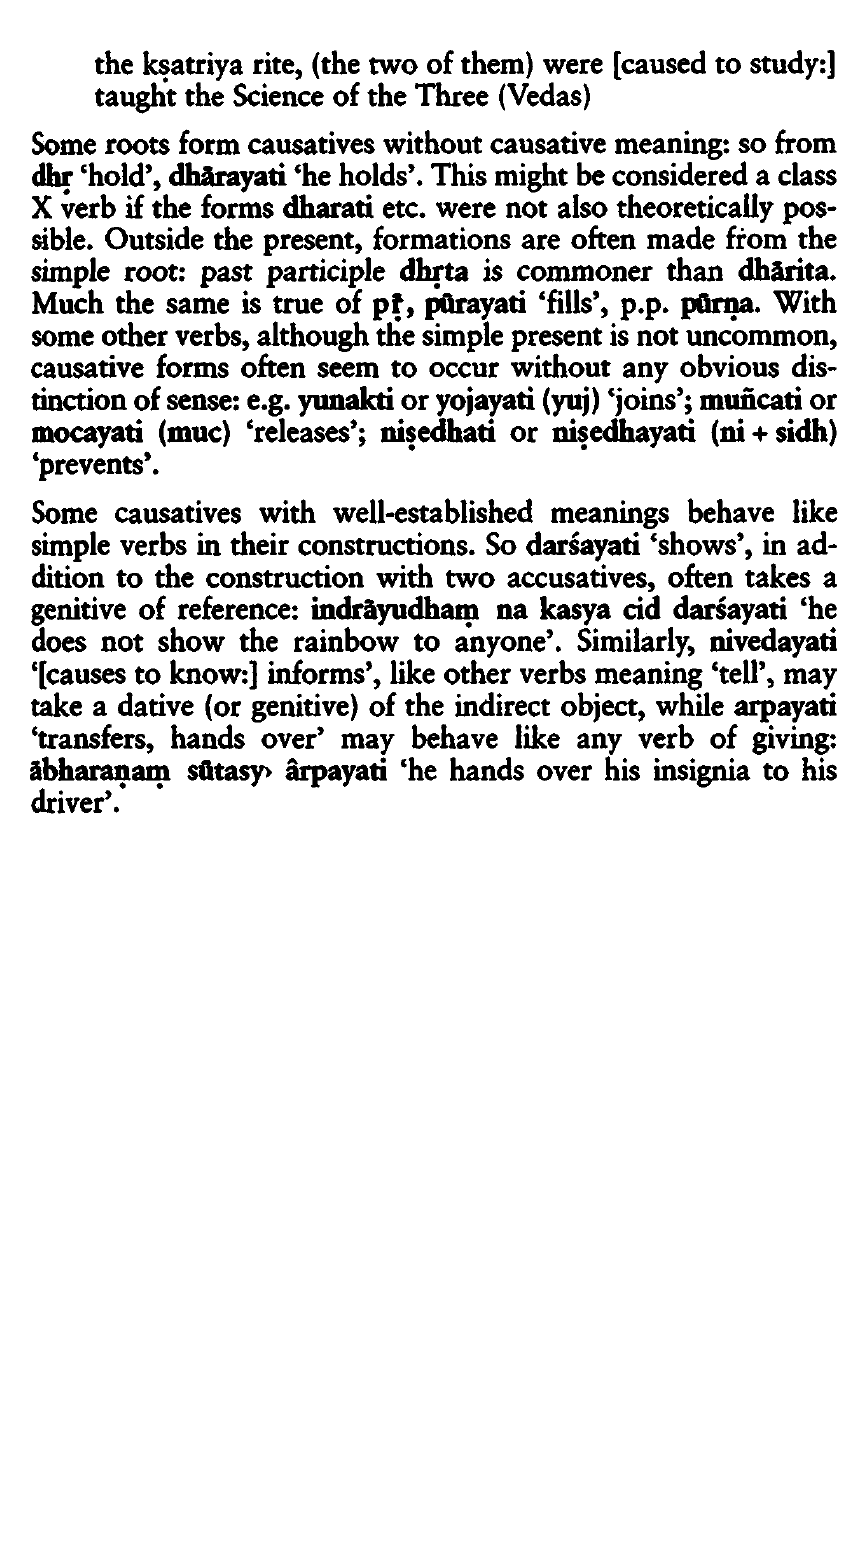 the kṣatriya rite, (the two of them) were [caused to study:]
taught the Science of the Three (Vedas)
Some roots form causatives without causative meaning: so from
dhṛ ‘hold’, dhārayati ‘he holds’. This might be considered a class
X verb if the forms dharati etc. were not also theoretically pos-
sible. Outside the present, formations are often made from the
simple root: past participle dhṛta is commoner than dhārita.
Much the same is true of pṝ, pūrayati ‘fills’, p.p. pūrṇa. With
some other verbs, although the simple present is not uncommon,
causative forms often seem to occur without any obvious dis-
tinction of sense: e.g. yunakti or yojayati (yuj) ‘joins’; muñcati or
mocayati (muc) ‘releases’; niṣedhati or niṣedhayati (ni + sidh)
‘prevents’.
Some causatives with well-established meanings behave like
simple verbs in their constructions. So darśayati ‘shows’, in ad-
dition to the construction with two accusatives, often takes a
genitive of reference: indrāyudhaṃ na kasya cid darśayati ‘he
does not show the rainbow to anyone’. Similarly, nivedayati
‘[causes to know:] informs’, like other verbs meaning ‘tell’, may
take a dative (or genitive) of the indirect object, while arpayati
‘transfers, hands over’ may behave like any verb of giving:
ābharaṇaṃ sūtasy› ârpayati ‘he hands over his insignia to his
driver’.